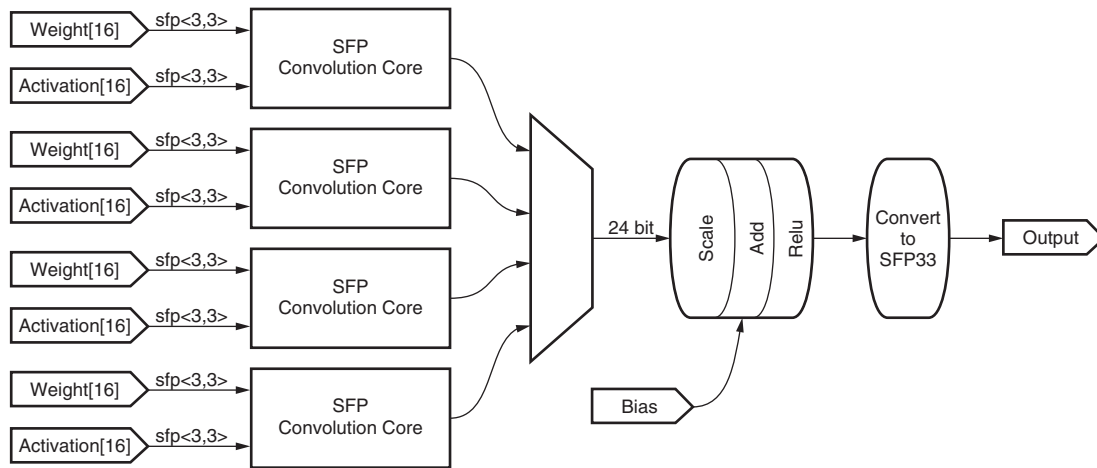 Weight[16]
sfp<3,3>
Activation[16]
sfp<3,3>
SFP
Convolution Core
Weight[16]
sfp<3,3>
Activation[16]
sfp<3,3>
SFP
Convolution Core
Weight[16]
sfp<3,3>
Activation[16]
sfp<3,3>
SFP
Convolution Core
Weight[16]
sfp<3,3>
Activation[16]
sfp<3,3>
SFP
Convolution Core
24 bit
Scale
Add
Relu
Bias
Convert
to
SFP33
Output